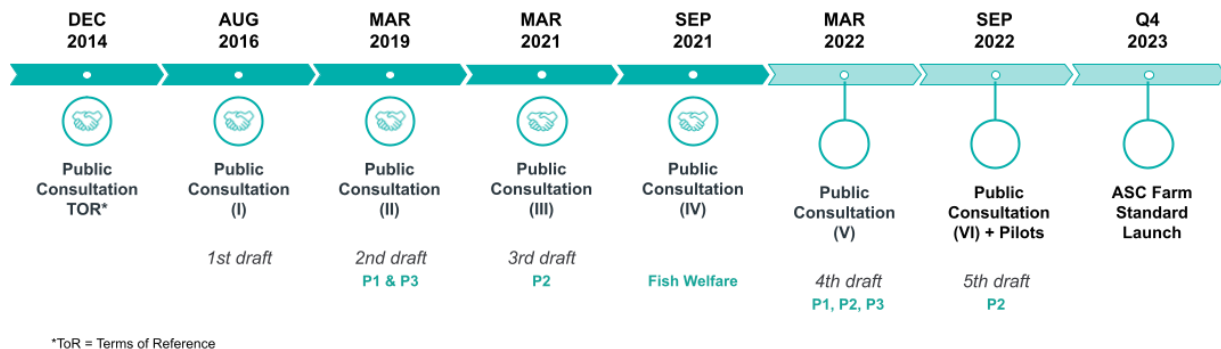 DEC
2014
AUG
2016
MAR
2019
MAR
2021
SEP
2021
MAR
2022
SEP
2022
Q4
2023
Public
Consultation
TOR*
Public
Consultation
(I)
1st draft
Public
Consultation
(II)
2nd draft
P1 & P3
Public
Consultation
(III)
3rd draft
P2
Public
Consultation
(IV)
Fish Welfare
Public
Consultation
(V)
4th draft
P1, P2, P3
Public
Consultation
(VI) + Pilots
5th draft
P2
ASC Farm
Standard
Launch
*ToR = Terms of Reference